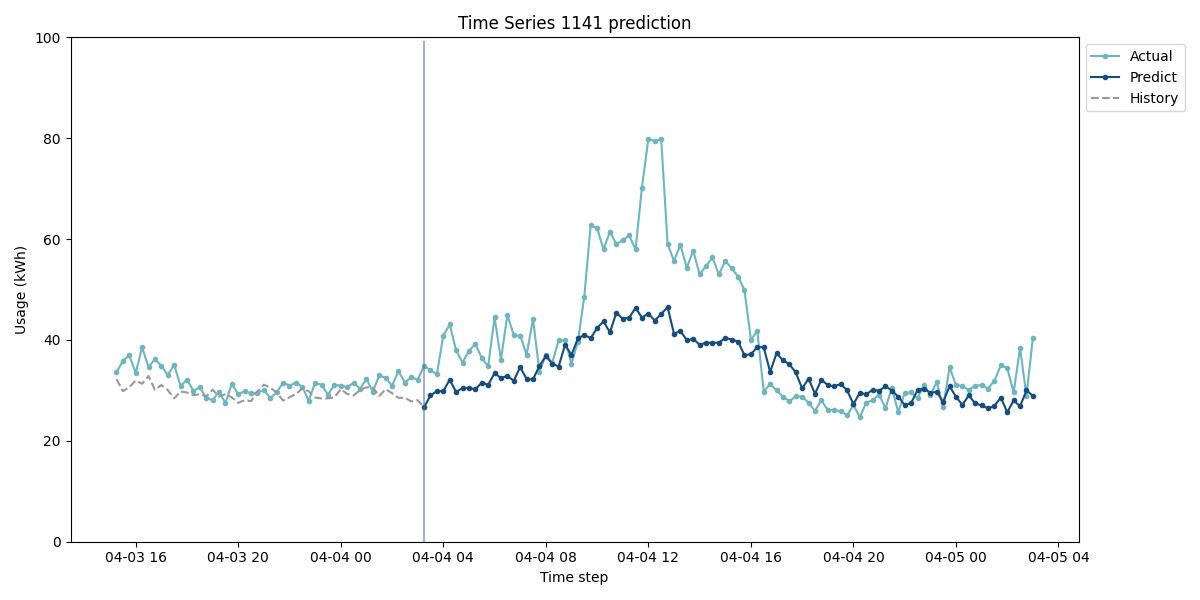 Time Series 1141 prediction
Actual
Predict
History
Usage (kWh)
100
80
60
40
20
0
04-03 16
04-03 20
04-04 00
04-04 04
04-04 08
04-04 12
04-04 16
04-04 20
04-05 00
04-05 04
Time step